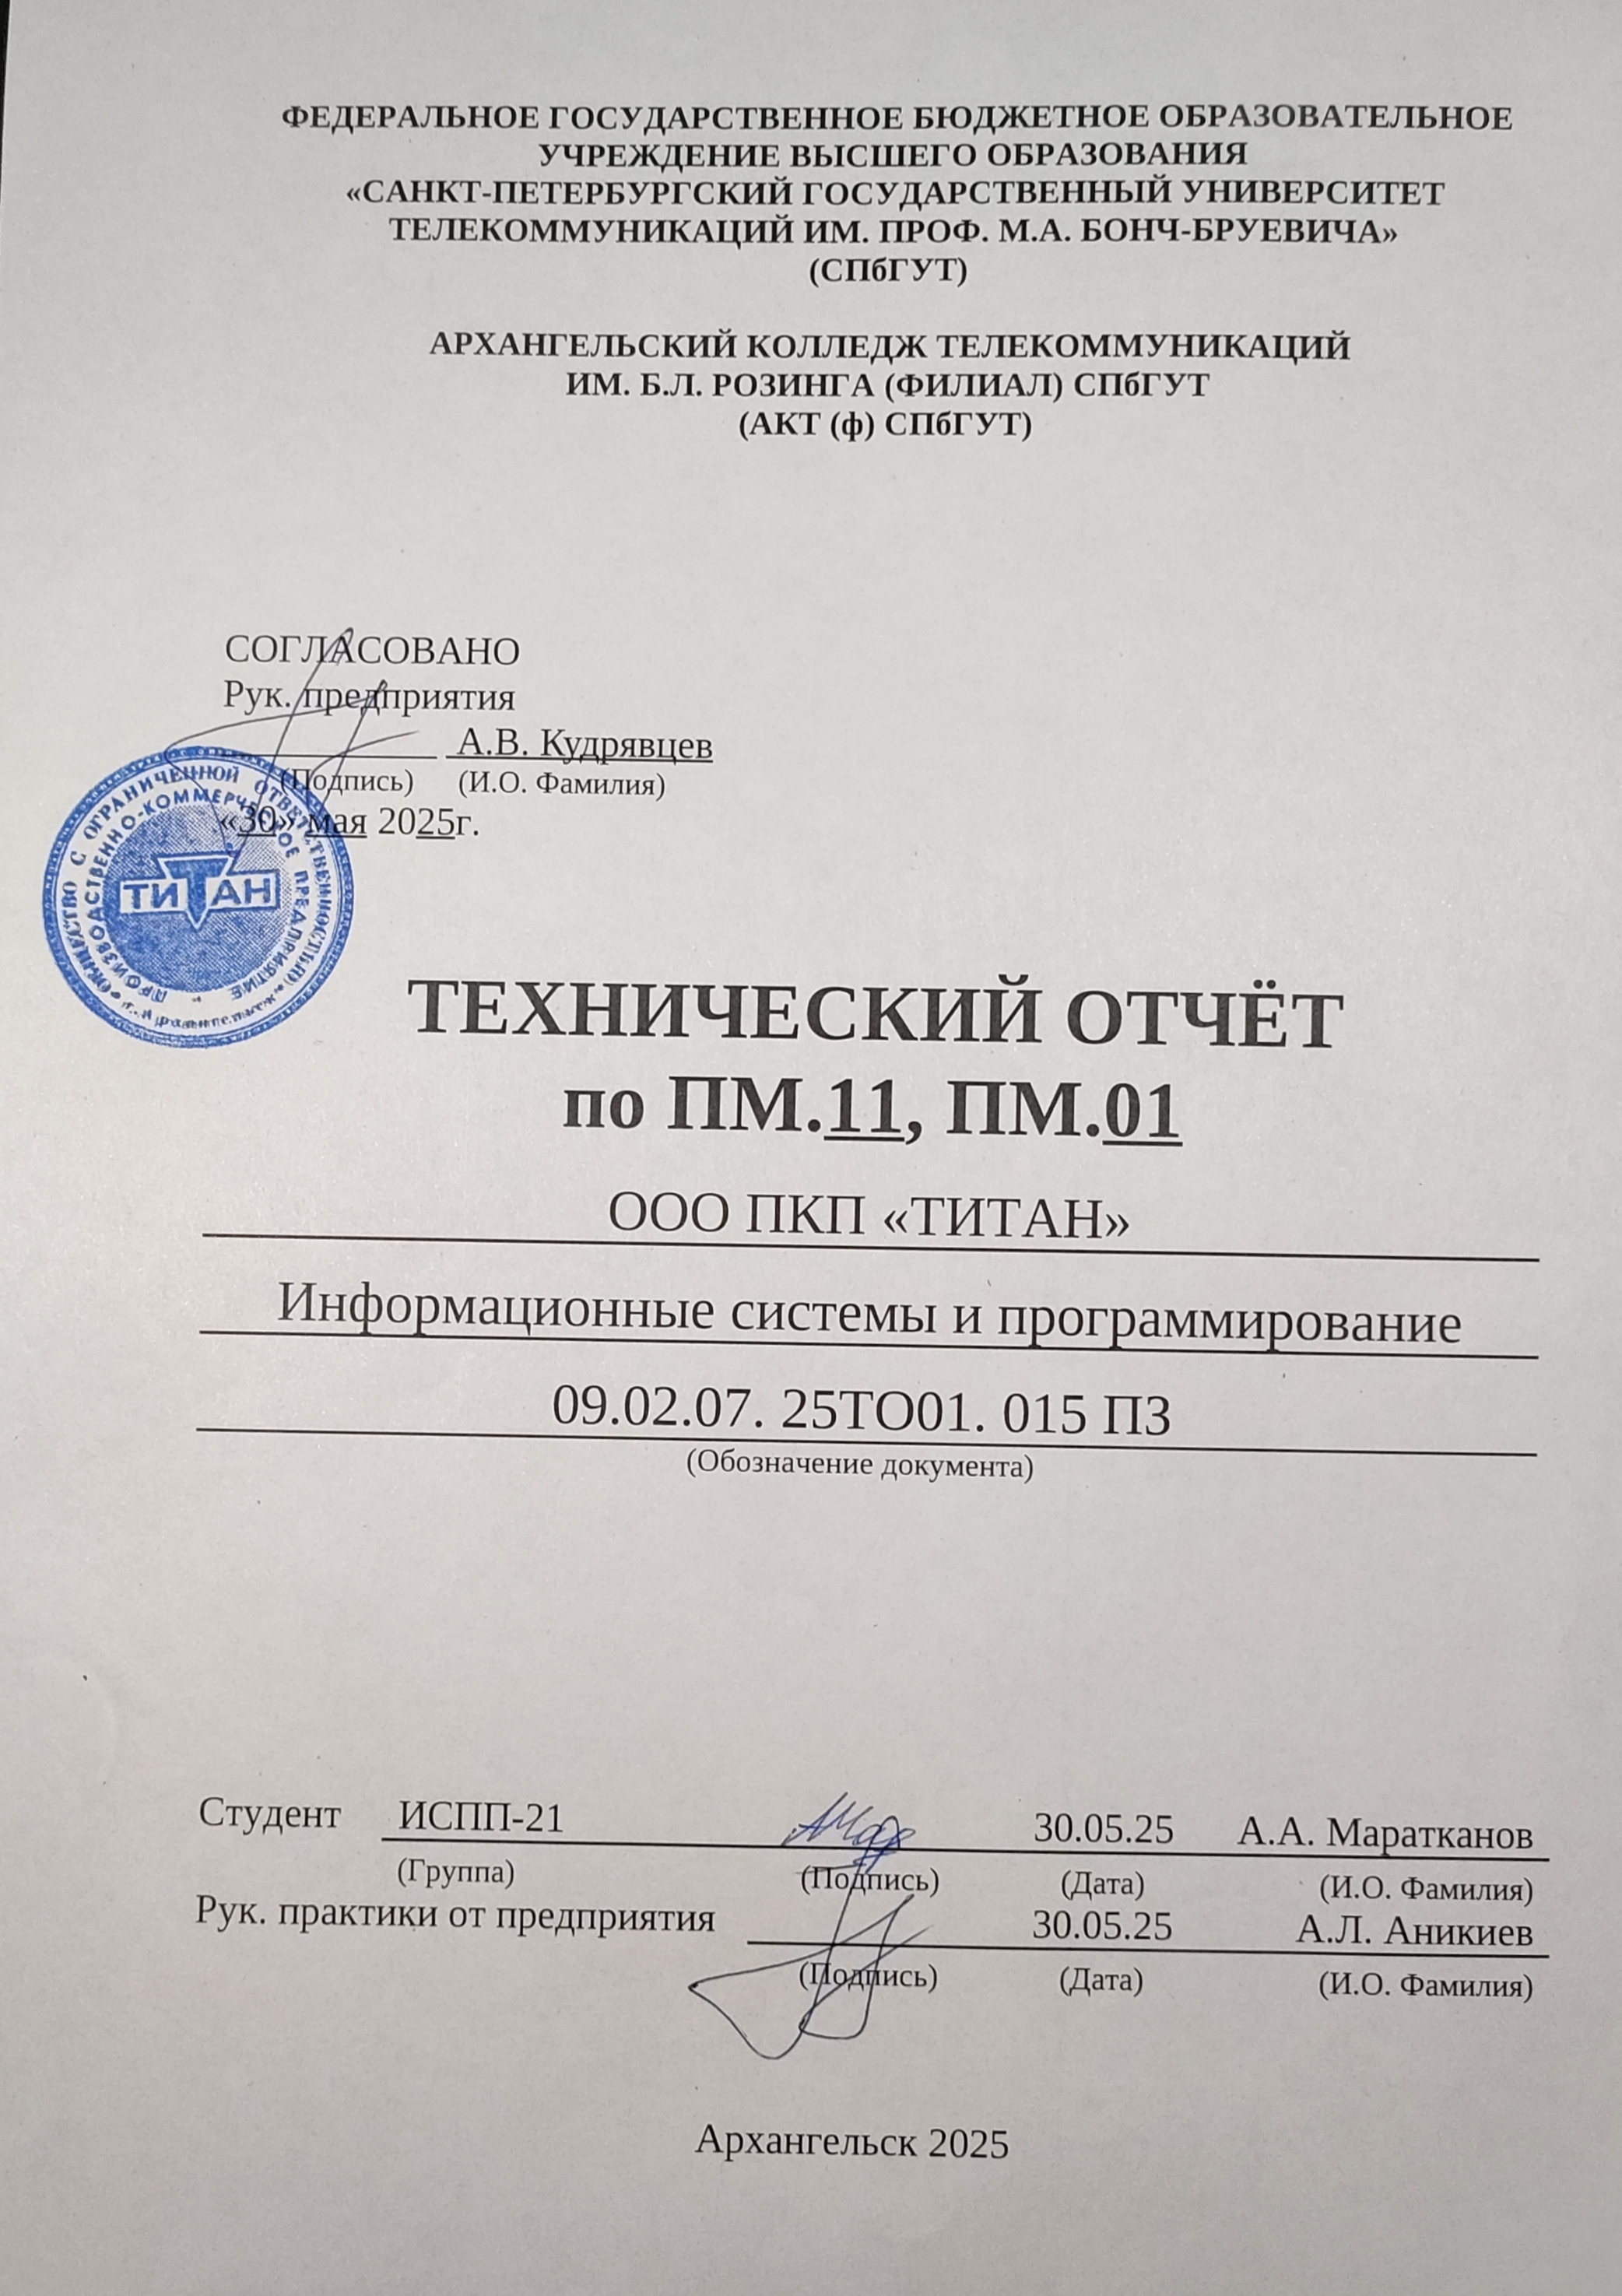 ФЕДЕРАЛЬНОЕ ГОСУДАРСТВЕННОЕ БЮДЖЕТНОЕ ОБРАЗОВАТЕЛЬНОЕ
УЧРЕЖДЕНИЕ ВЫСШЕГО ОБРАЗОВАНИЯ
«САНКТ-ПЕТЕРБУРГСКИЙ ГОСУДАРСТВЕННЫЙ УНИВЕРСИТЕТ
ТЕЛЕКОММУНИКАЦИЙ ИМ. ПРОФ. М.А. БОНЧ-БРУЕВИЧА»
(СПбГУТ)
АРХАНГЕЛЬСКИЙ КОЛЛЕДЖ ТЕЛЕКОММУНИКАЦИЙ
ИМ. Б.Л. РОЗИНГА (ФИЛИАЛ) СПбГУТ
(АКТ (ф) СПбГУТ)
СОГЛАСОВАНО
Рук. предприятия
А.В. Кудрявцев
(Подпись) (И.О. Фамилия)
«30» мая 2025г.
ОБЩЕСТВО С ОГРАНИЧЕННОЙ ОТВЕТСТВЕННОСТЬЮ
ПРОИЗВОДСТВЕННО-КОММЕРЧЕСКОЕ ПРЕДПРИЯТИЕ
ТИТАН
ТЕХНИЧЕСКИЙ ОТЧЁТ
по ПМ.11, ПМ.01
ООО ПКП «ТИТАН»
Информационные системы и программирование
09.02.07. 25ТО01. 015 ПЗ
(Обозначение документа)
Студент ИСПП-21 30.05.25 А.А. Маратканов
(Группа) (Подпись) (Дата) (И.О. Фамилия)
Рук. практики от предприятия 30.05.25 А.Л. Аникиев
(Подпись) (Дата) (И.О. Фамилия)
Архангельск 2025